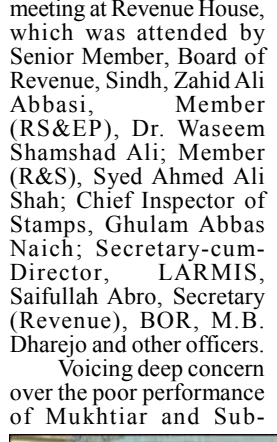 meeting at Revenue House,
which was attended by
Senior Member, Board of
Revenue, Sindh, Zahid Ali
Abbasi, Member
(RS&EP), Dr. Waseem
Shamshad Ali; Member
(R&S), Syed Ahmed Ali
Shah; Chief Inspector of
Stamps, Ghulam Abbas
Naich; Secretary-cum-
Director, LARMIS,
Saifullah Abro, Secretary
(Revenue), BOR, M.B.
Dharejo and other officers.
Voicing deep concern
over the poor performance
of Mukhtiar and Sub-